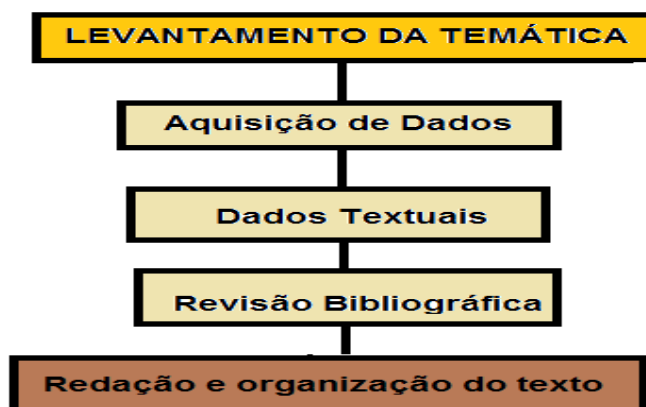 LEVANTAMENTO DA TEMÁTICA
Aquisição de Dados
Dados Textuais
Revisão Bibliográfica
Redação e organização do texto